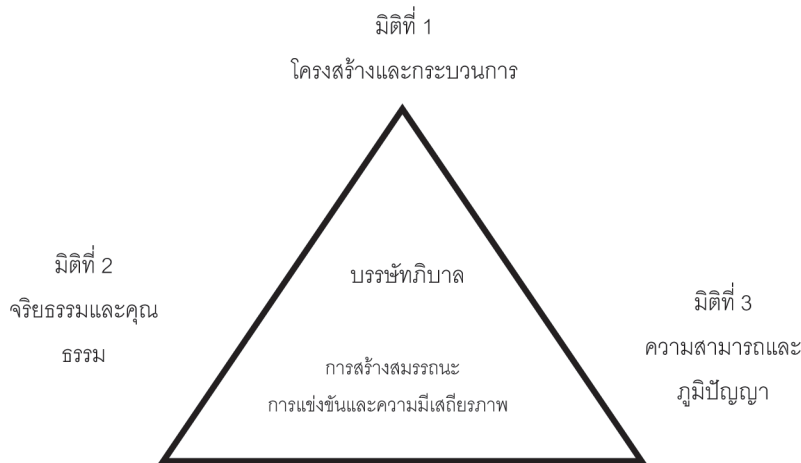 มิติที่ 1
โครงสร้างและกระบวนการ
มิติที่ 2
จริยธรรมและคุณ
ธรรม
บรรษัทภิบาล
การสร้างสมรรถนะ
การแข่งขันและความมีเสถียรภาพ
มิติที่ 3
ความสามารถและ
ภูมิปัญญา